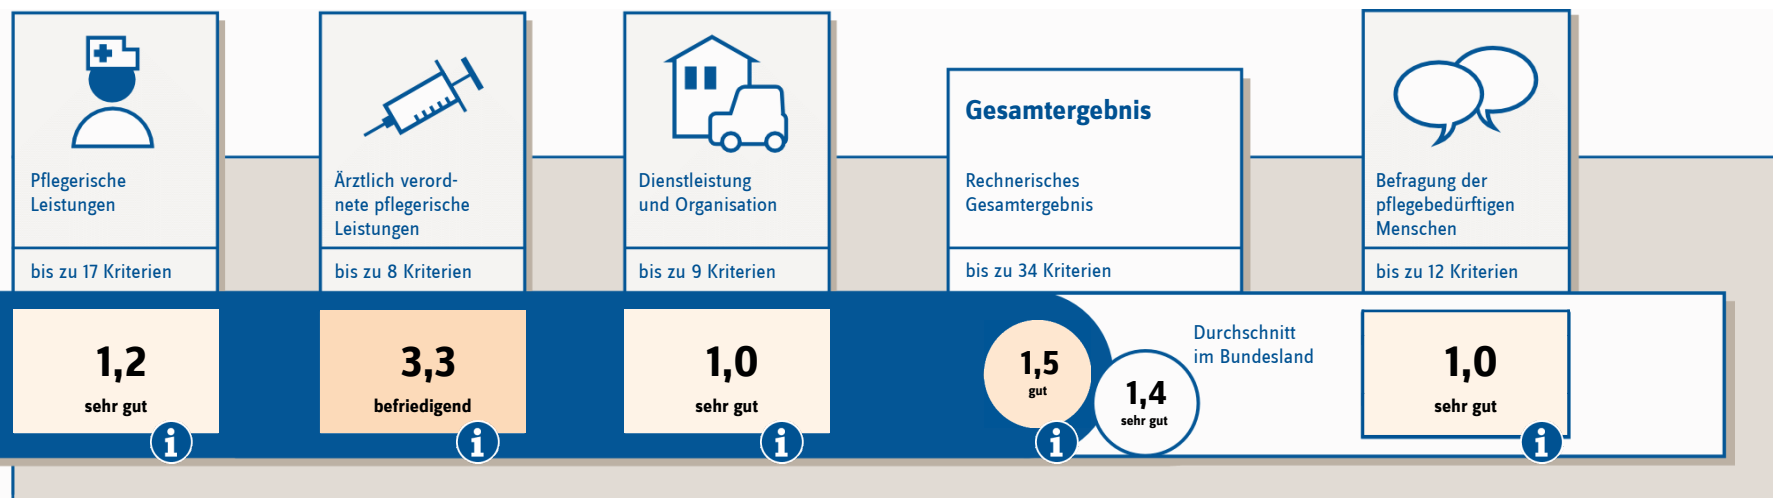 Pflegerische
Leistungen
bis zu 17 Kriterien
1,2
sehr gut
i
Ärztlich verord-
nete pflegerische
Leistungen
bis zu 8 Kriterien
3,3
befriedigend
i
Dienstleistung
und Organisation
bis zu 9 Kriterien
1,0
sehr gut
i
Gesamtergebnis
Rechnerisches
Gesamtergebnis
bis zu 34 Kriterien
1,5
gut
i
1,4
sehr gut
Durchschnitt
im Bundesland
Befragung der
pflegebedürftigen
Menschen
bis zu 12 Kriterien
1,0
sehr gut
i